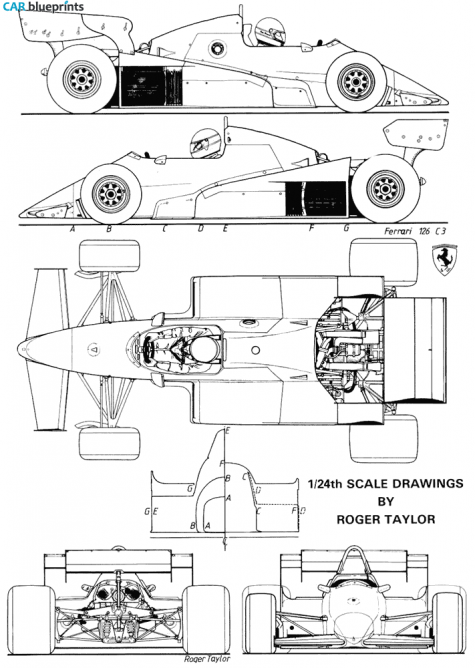 CAR blueprints
A B C D E F G
Ferrari 126 C3
E
F
B
G D
A
G E F D
B A C
C
1/24th SCALE DRAWINGS
BY
ROGER TAYLOR
Roger Taylor